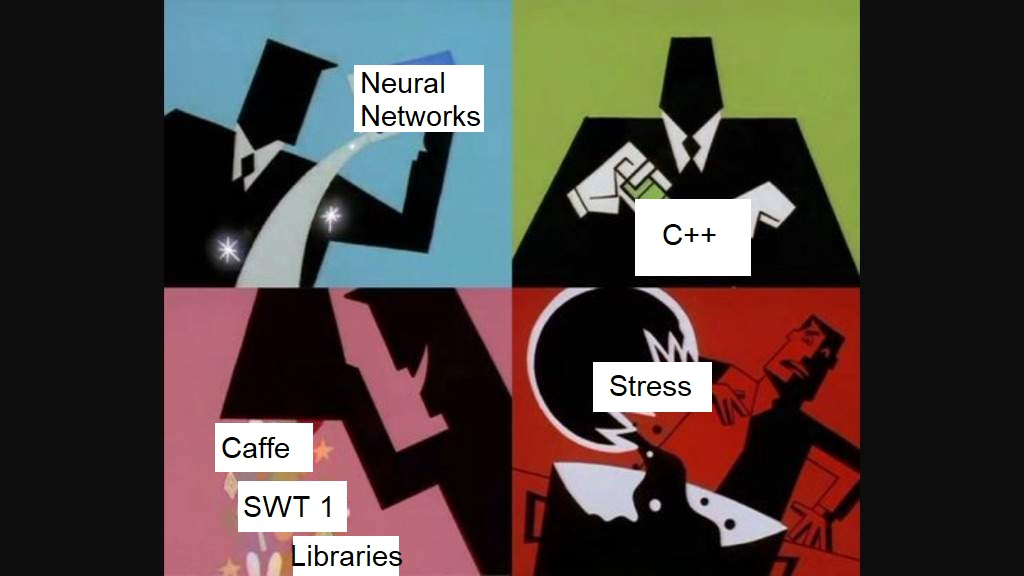 Neural
Networks
C++
Caffe
SWT 1
Libraries
Stress